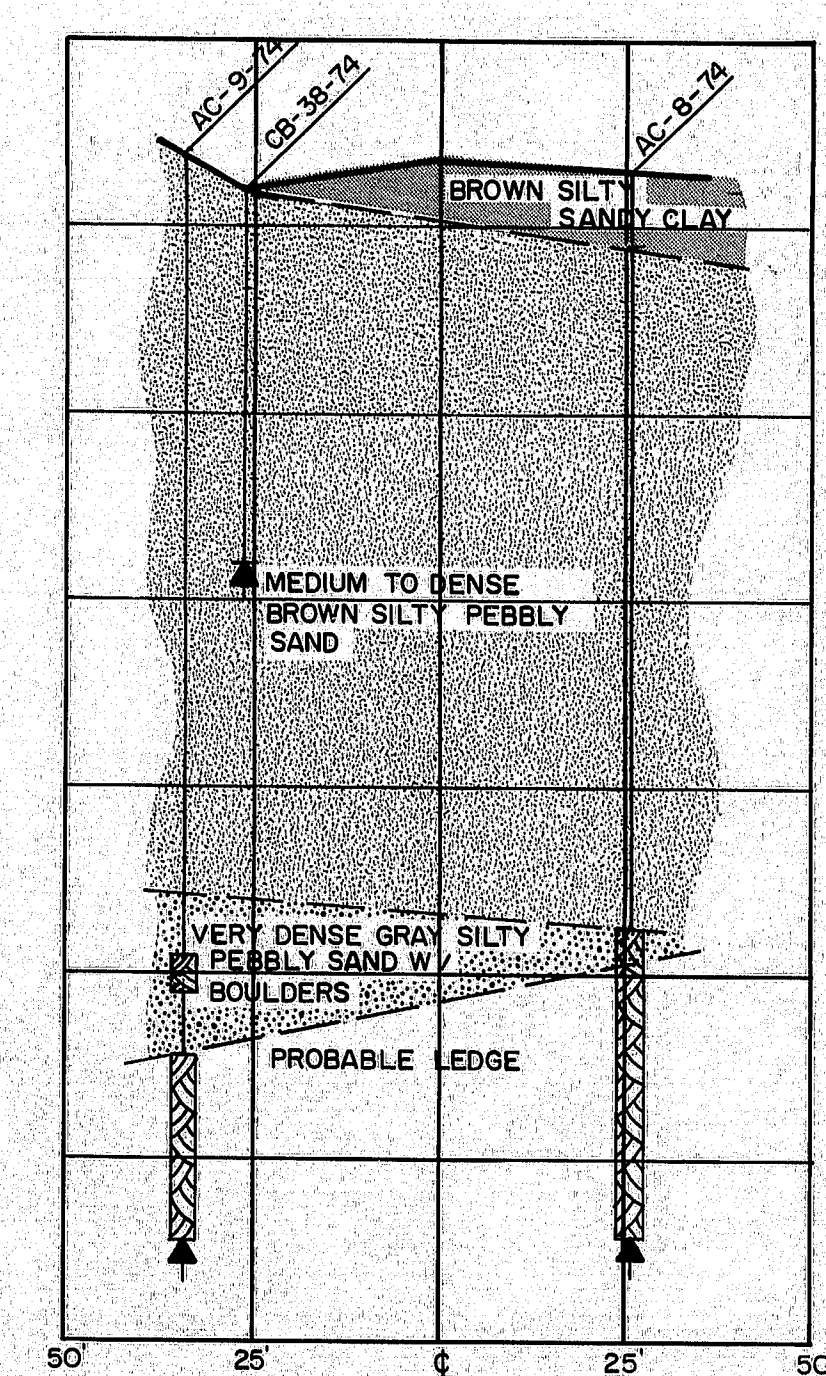 AC-9-74
CB-38-74
AC-8-74
BROWN SILTY
SANDY CLAY
MEDIUM TO DENSE
BROWN SILTY PEBBLY
SAND
VERY DENSE GRAY SILTY
PEBBLY SAND W/
BOULDERS
PROBABLE LEDGE
50' 25' ℄ 25' 50